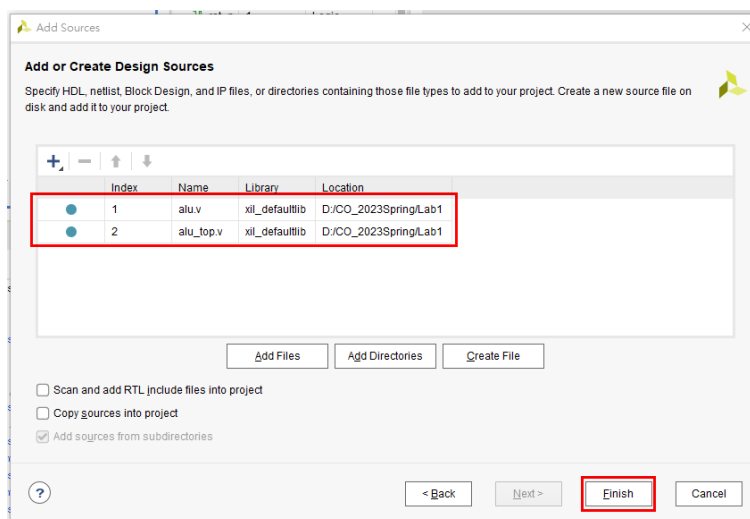 Add Sources
Add or Create Design Sources
Specify HDL, netlist, Block Design, and IP files, or directories containing those file types to add to your project. Create a new source file on
disk and add it to your project.
Index Name Library Location
1 alu.v xil_defaultlib D:/CO_2023Spring/Lab1
2 alu_top.v xil_defaultlib D:/CO_2023Spring/Lab1
Add Files Add Directories Create File
Scan and add RTL include files into project
Copy sources into project
Add sources from subdirectories
? < Back Next > Finish Cancel